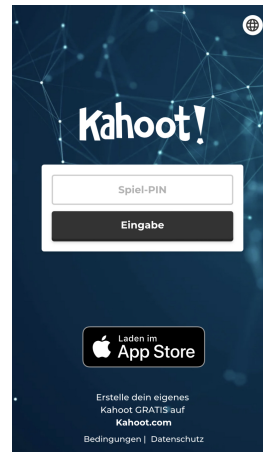 Kahoot!
Spiel-PIN
Eingabe
Laden im
App Store
Erstelle dein eigenes
Kahoot GRATIS auf
Kahoot.com
Bedingungen | Datenschutz